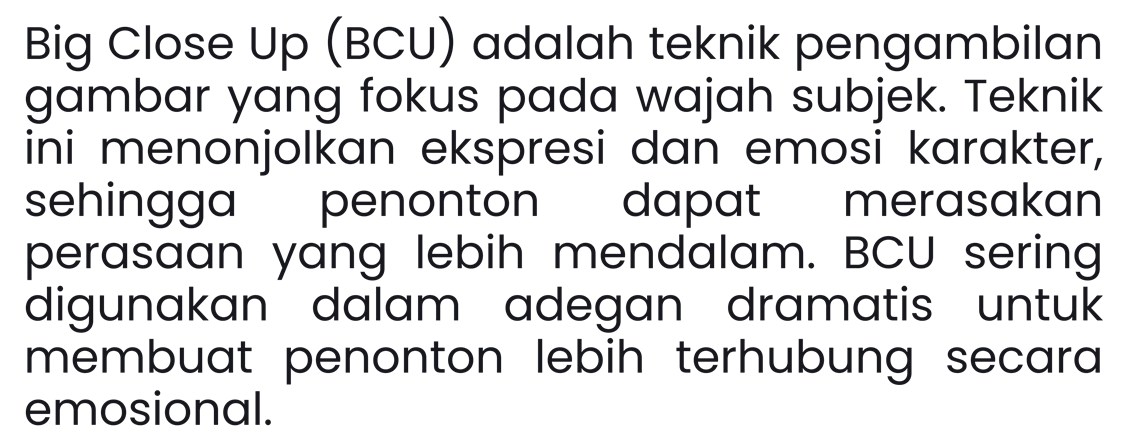 Big Close Up (BCU) adalah teknik pengambilan
gambar yang fokus pada wajah subjek. Teknik
ini menonjolkan ekspresi dan emosi karakter,
sehingga penonton dapat merasakan
perasaan yang lebih mendalam. BCU sering
digunakan dalam adegan dramatis untuk
membuat penonton lebih terhubung secara
emosional.